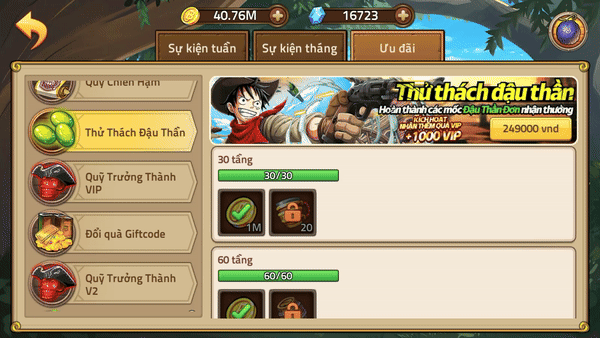 40.76M
16723
Sự kiện tuần
Sự kiện tháng
Ưu đãi
Quỹ Chiến Hạm
Thử Thách Đậu Thần
Quỹ Trưởng Thành
VIP
Đổi quà Giftcode
Quỹ Trưởng Thành
V2
Thử thách đậu thần
Hoàn thành các mốc Đậu Thần Đơn nhận thưởng
KÍCH HOẠT
NHẬN THÊM QUÀ VIP
+1000 VIP
249000 vnd
30 tầng
30/30
1M
20
60 tầng
60/60